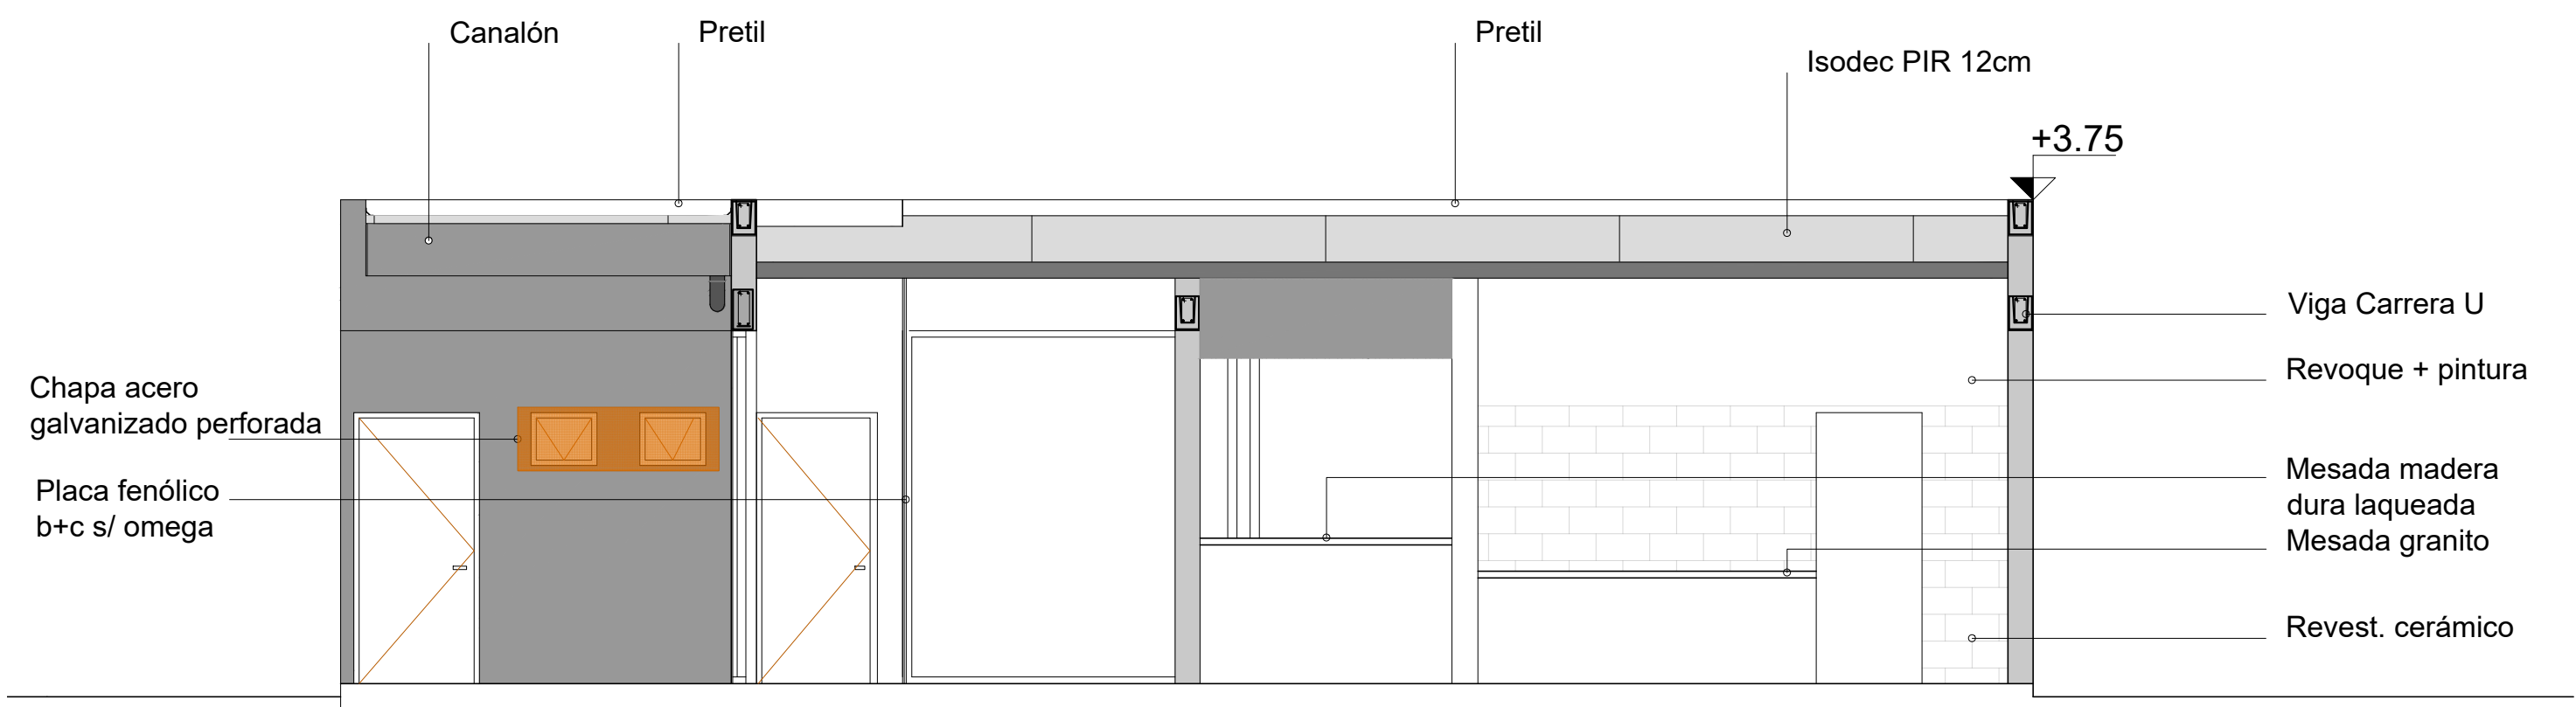 Canalón
Pretil
Pretil
Isodec PIR 12cm
+3.75
Viga Carrera U
Revoque + pintura
Chapa acero
galvanizado perforada
Placa fenólico
b+c s/ omega
Mesada madera
dura laqueada
Mesada granito
Revest. cerámico